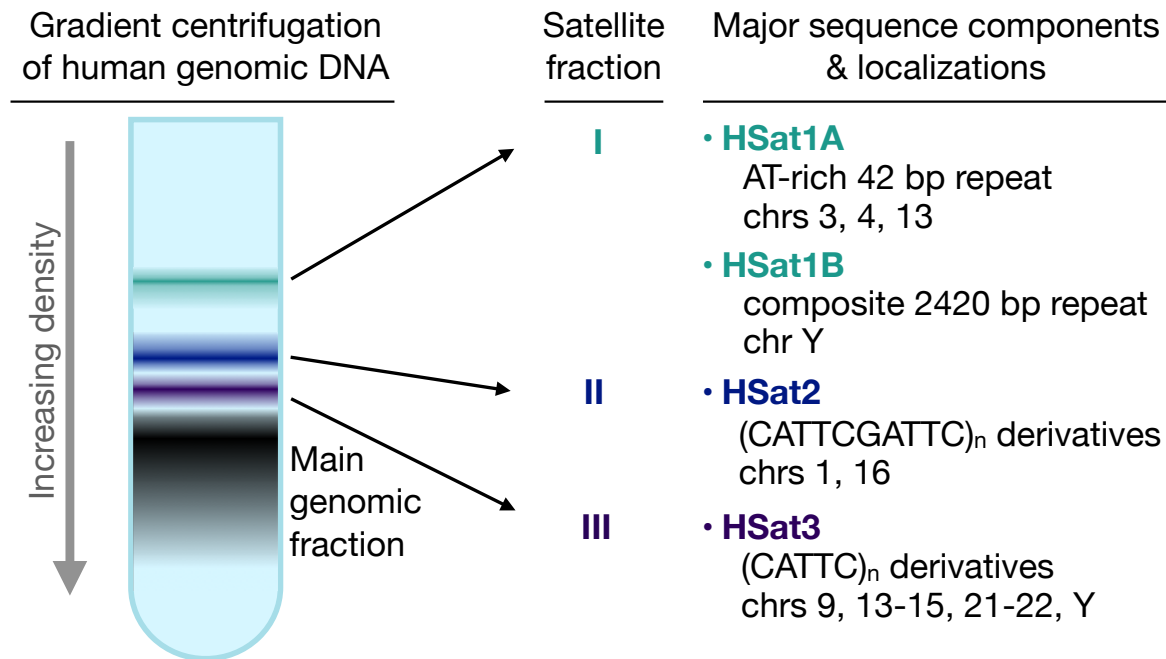 Gradient centrifugation
of human genomic DNA
Satellite
fraction
Major sequence components
& localizations
Increasing density
Main
genomic
fraction
I
• HSat1A
AT-rich 42 bp repeat
chrs 3, 4, 13
• HSat1B
composite 2420 bp repeat
chr Y
II
• HSat2
(CATTCGATTC)n derivatives
chrs 1, 16
III
• HSat3
(CATTC)n derivatives
chrs 9, 13-15, 21-22, Y